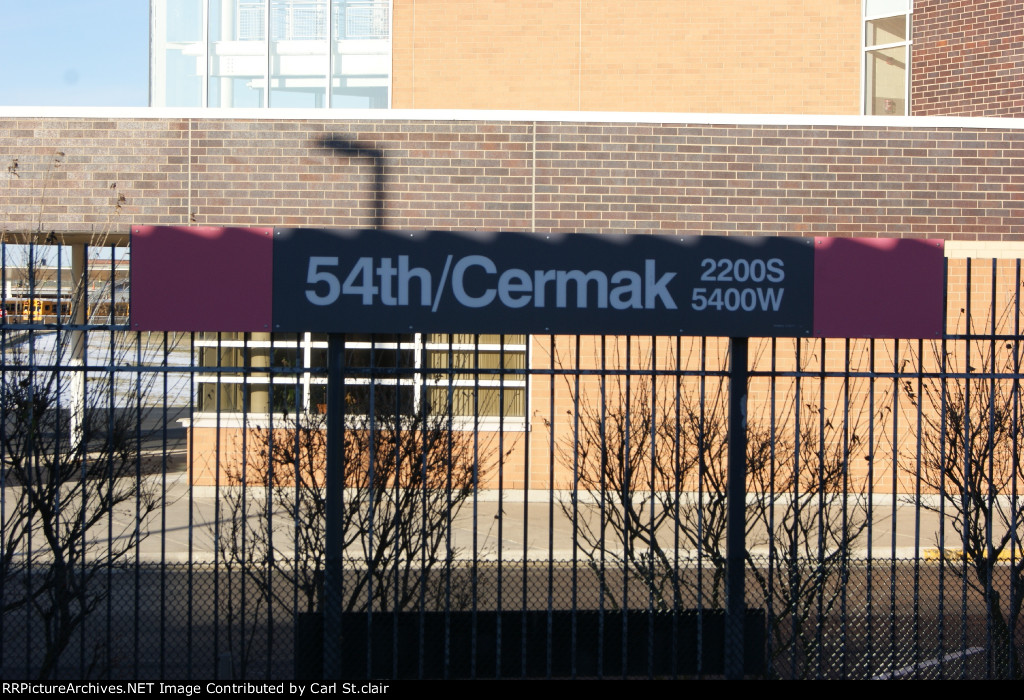 54th/Cermak
2200S
5400W
RRPictureArchives.NET Image Contributed by Carl St.clair